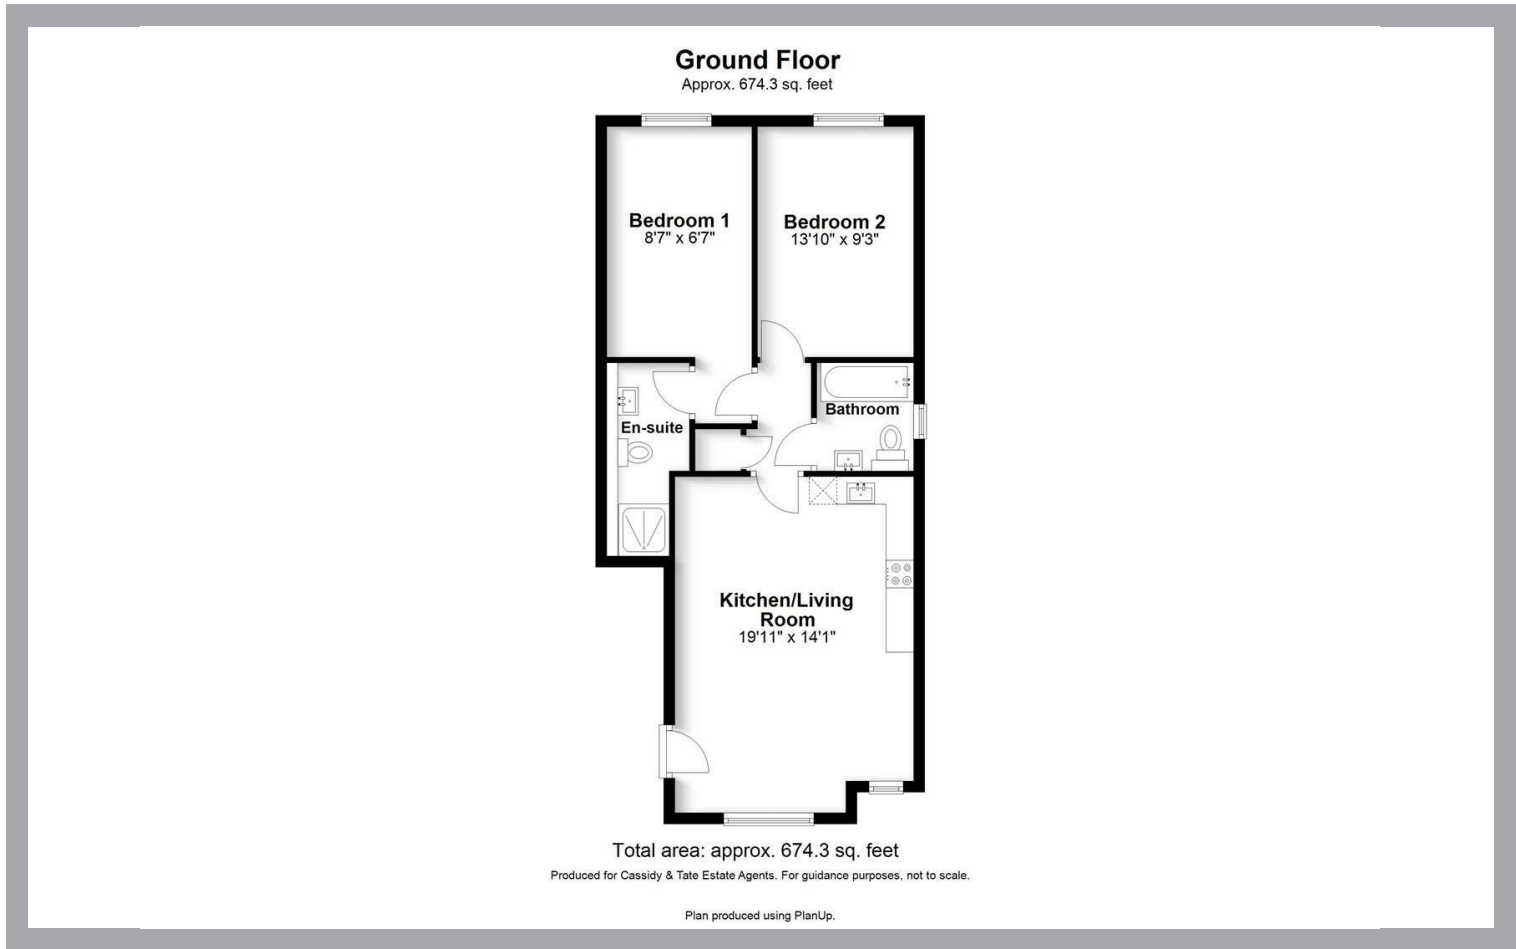 Ground Floor
Approx. 674.3 sq. feet
Bedroom 1
8'7" x 6'7"
Bedroom 2
13'10" x 9'3"
Bathroom
En-suite
Kitchen/Living
Room
19'11" x 14'1"
Total area: approx. 674.3 sq. feet
Produced for Cassidy & Tate Estate Agents. For guidance purposes, not to scale.
Plan produced using PlanUp.